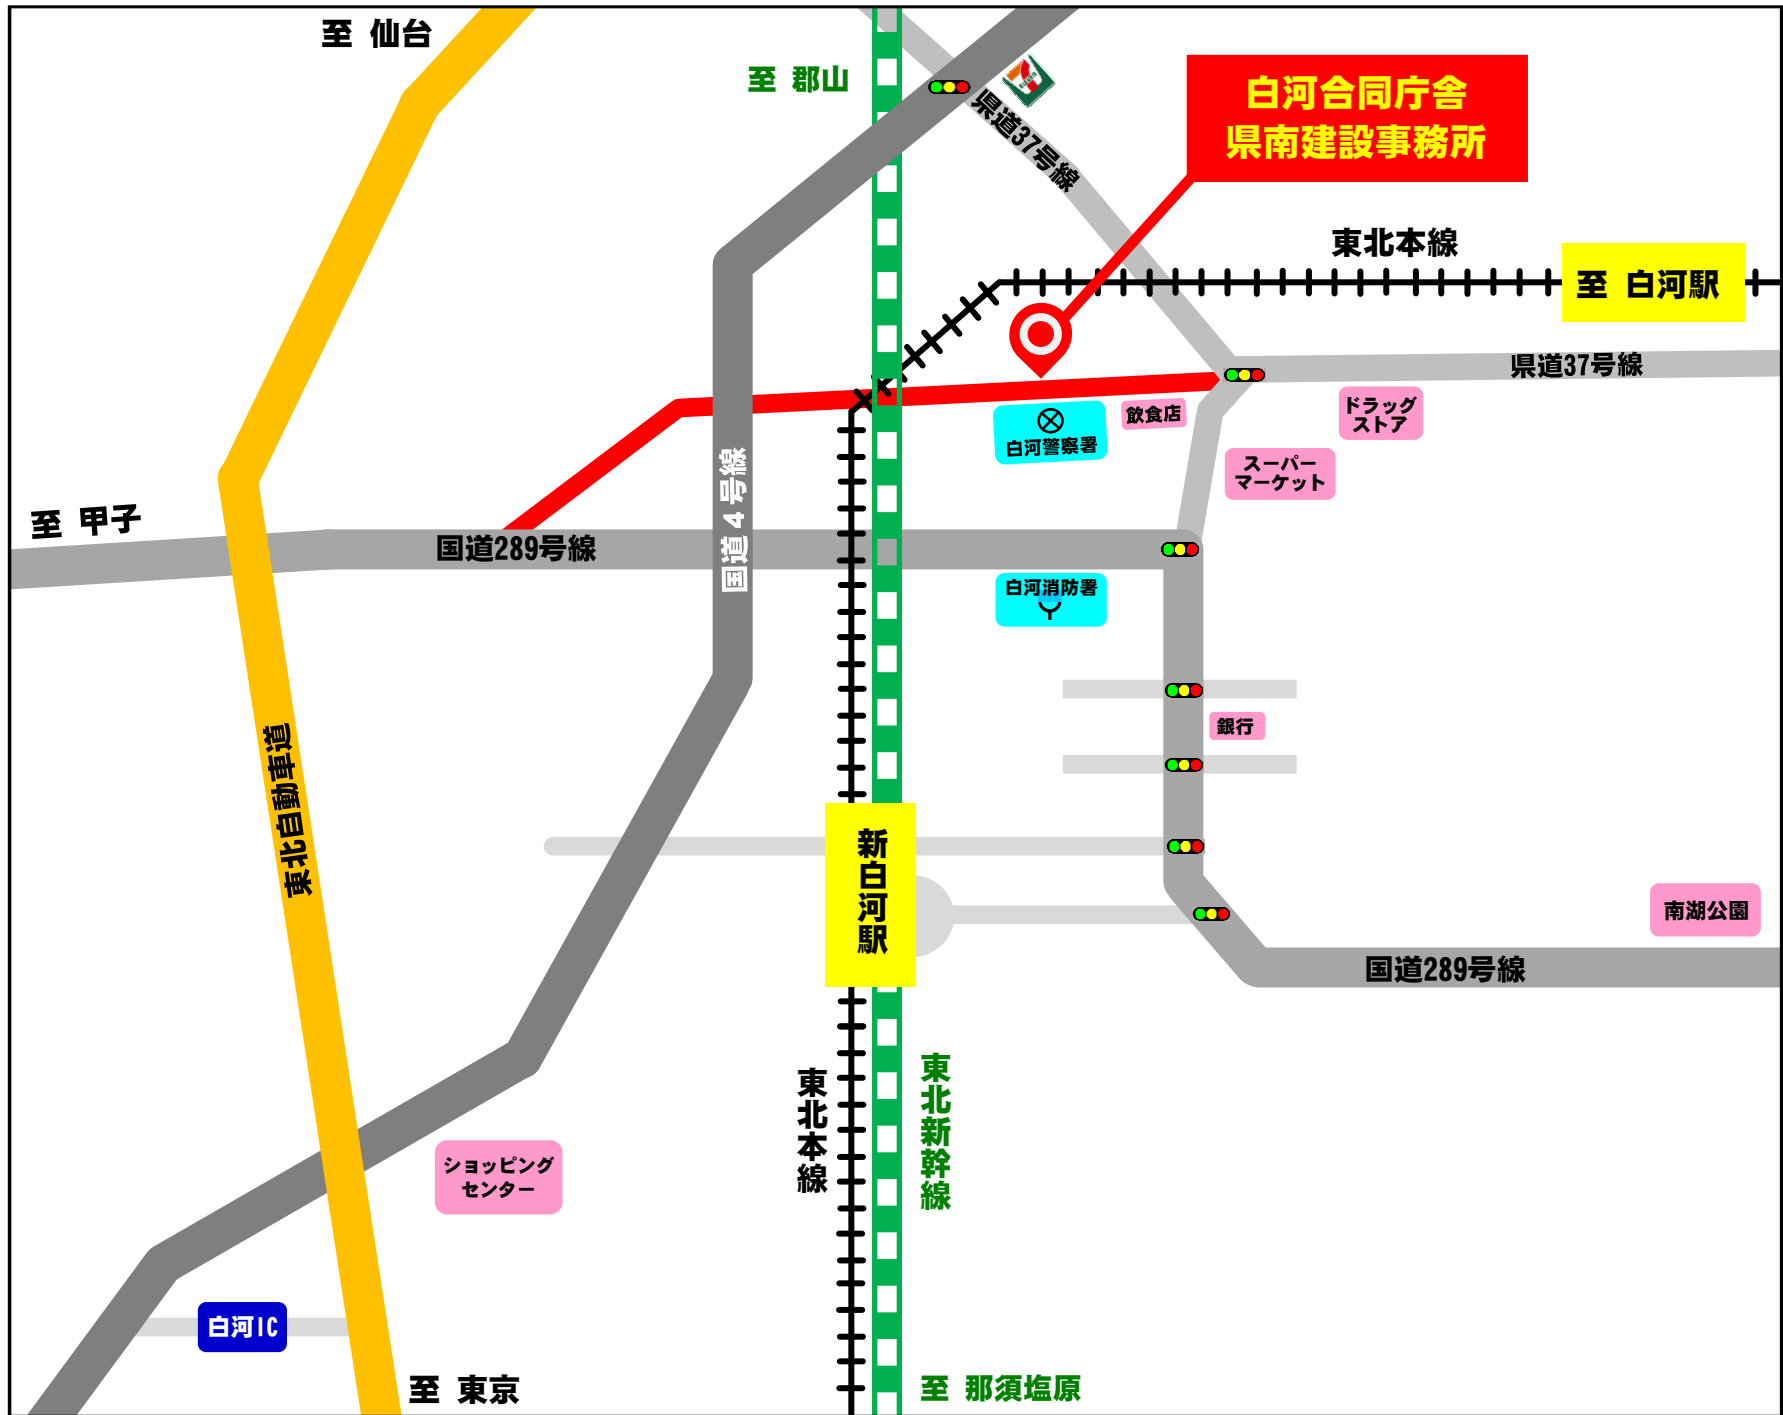 至 仙台
至 郡山
白河合同庁舎
県南建設事務所
県道37号線
東北本線
至 白河駅
県道37号線
ドラッグ
ストア
飲食店
白河警察署
スーパー
マーケット
国道4号線
至 甲子
国道289号線
白河消防署
銀行
東北自動車道
新白河駅
南湖公園
国道289号線
東北本線
東北新幹線
ショッピング
センター
白河IC
至 東京
至 那須塩原